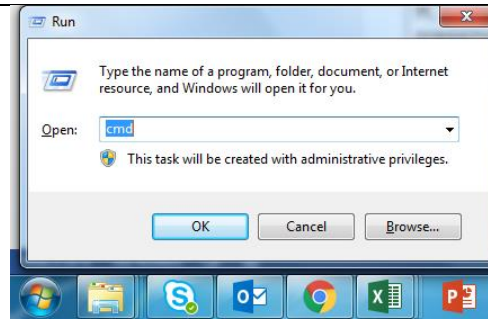 Run
Type the name of a program, folder, document, or Internet
resource, and Windows will open it for you.
Open: cmd
This task will be created with administrative privileges.
OK Cancel Browse...